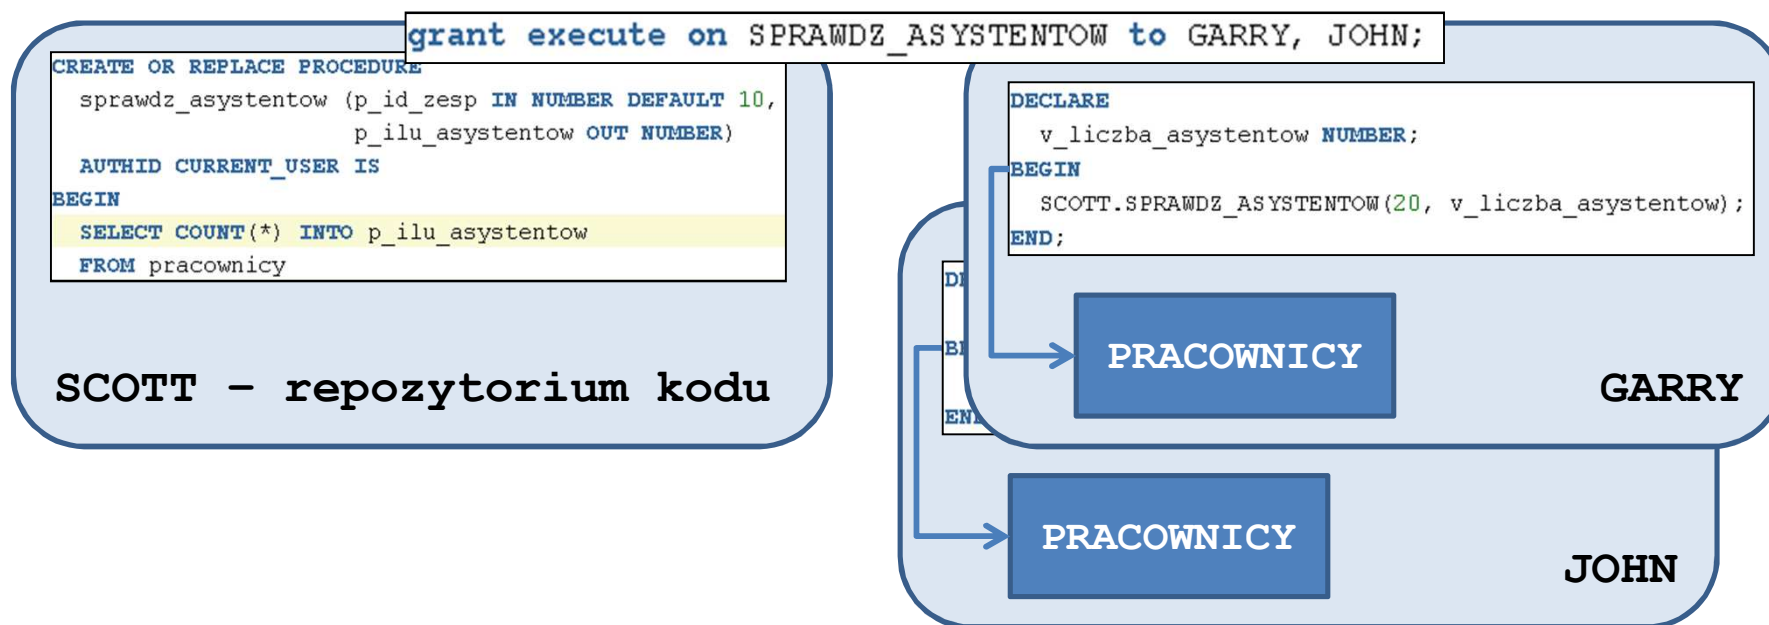 grant execute on SPRAWDZ_ASYSTENTOW to GARRY, JOHN;
CREATE OR REPLACE PROCEDURE
sprawdz_asystentow (p_id_zesp IN NUMBER DEFAULT 10,
p_ilu_asystentow OUT NUMBER)
AUTHID CURRENT_USER IS
BEGIN
SELECT COUNT(*) INTO p_ilu_asystentow
FROM pracownicy
SCOTT – repozytorium kodu
DECLARE
v_liczba_asystentow NUMBER;
BEGIN
SCOTT.SPRAWDZ_ASYSTENTOW(20, v_liczba_asystentow);
END;
PRACOWNICY
GARRY
PRACOWNICY
JOHN